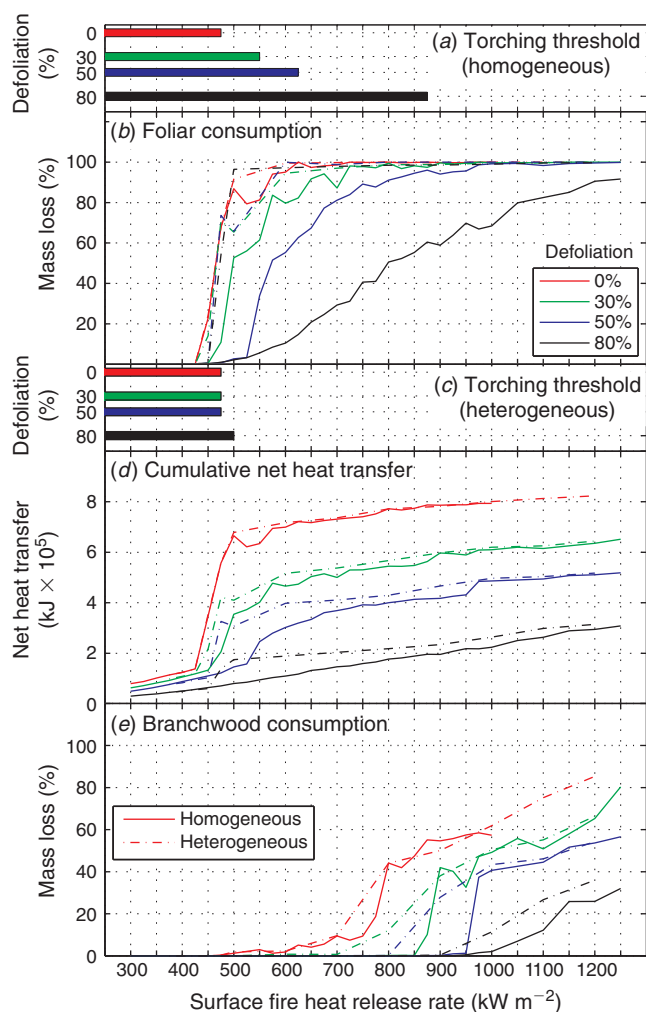 Defoliation (%)
0
30
50
80
(a) Torching threshold
(homogeneous)
(b) Foliar consumption
Mass loss (%)
100
80
60
40
20
Defoliation
0%
30%
50%
80%
Defoliation (%)
0
30
50
80
(c) Torching threshold
(heterogeneous)
(d) Cumulative net heat transfer
Net heat transfer
(kJ × 10⁵)
8
6
4
2
0
(e) Branchwood consumption
Mass loss (%)
100
80
60
40
20
0
Homogeneous
Heterogeneous
300 400 500 600 700 800 900 1000 1100 1200
Surface fire heat release rate (kW m⁻²)